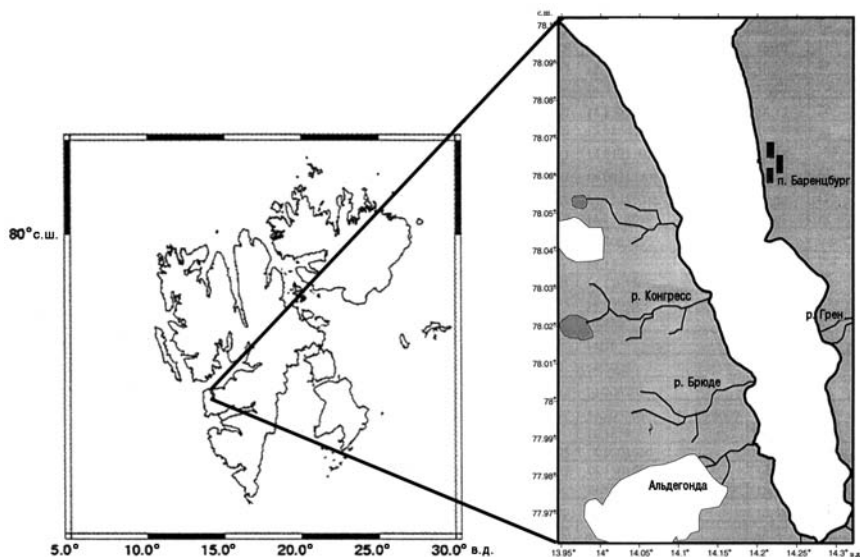 80° с.ш.
5.0° 10.0° 15.0° 20.0° 25.0° 30.0° в.д.
с.ш.
78.1°
78.09°
78.08°
78.07°
78.06°
78.05°
78.04°
78.03°
78.02°
78.01°
78°
77.99°
77.98°
77.97°
п. Баренцбург
р. Конгресс
р. Грен
р. Брюде
Альдегонда
13.95° 14° 14.05° 14.1° 14.15° 14.2° 14.25° 14.3° в.д.